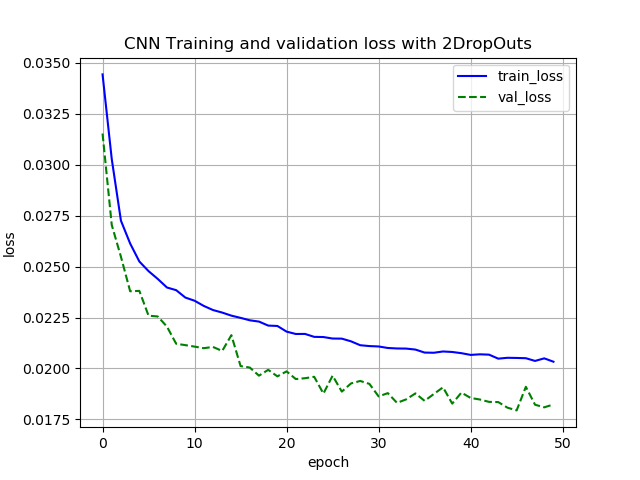 CNN Training and validation loss with 2DropOuts
train_loss
val_loss
0.0350
0.0325
0.0300
0.0275
0.0250
0.0225
0.0200
0.0175
loss
0 10 20 30 40 50
epoch